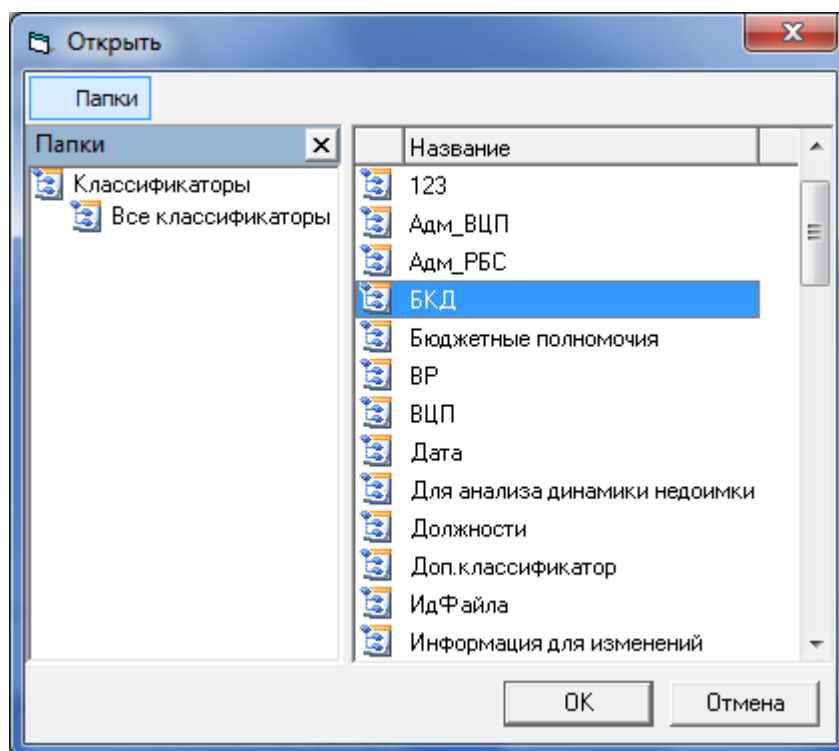 Открыть
Папки
Папки
Классификаторы
Все классификаторы
Название
123
Адм_ВЦП
Адм_РБС
БКД
Бюджетные полномочия
ВР
ВЦП
Дата
Для анализа динамики недоимки
Должности
Доп.классификатор
ИдФайла
Информация для изменений
OK
Отмена